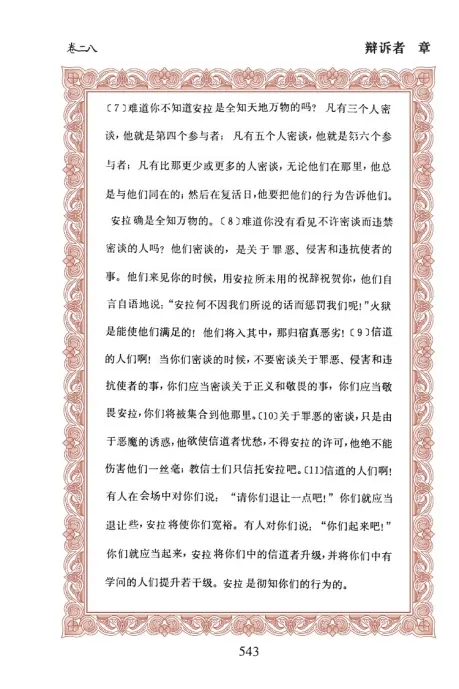 卷二八
辩诉者 章
〔7〕难道你不知道安拉是全知天地万物的吗? 凡有三个人密
谈,他就是第四个参与者; 凡有五个人密谈,他就是第六个参
与者; 凡有比那更少或更多的人密谈,无论他们在那里,他总
是与他们同在的;然后在复活日,他要把他们的行为告诉他们。
安拉确是全知万物的。〔8〕难道你没有看见不许密谈而违禁
密谈的人吗? 他们密谈的,是关于罪恶、侵害和违抗使者的
事。他们来见你的时候,用安拉所未用的祝辞祝贺你,他们自
言自语地说:“安拉何不因我们所说的话而惩罚我们呢!”火狱
是能使他们满足的! 他们将入其中,那归宿真恶劣!〔9〕信道
的人们啊! 当你们密谈的时候,不要密谈关于罪恶、侵害和违
抗使者的事,你们应当密谈关于正义和敬畏的事,你们应当敬
畏安拉,你们将被集合到他那里。〔10〕关于罪恶的密谈,只是由
于恶魔的诱惑,他欲使信道者忧愁,不得安拉的许可,他绝不能
伤害他们一丝毫;教信士们只信托安拉吧。〔11〕信道的人们啊!
有人在会场中对你们说: “请你们退让一点吧!”你们就应当
退让些,安拉将使你们宽裕。有人对你们说:“你们起来吧!”
你们就应当起来,安拉将你们中的信道者升级,并将你们中有
学问的人们提升若干级。安拉是彻知你们的行为的。
543